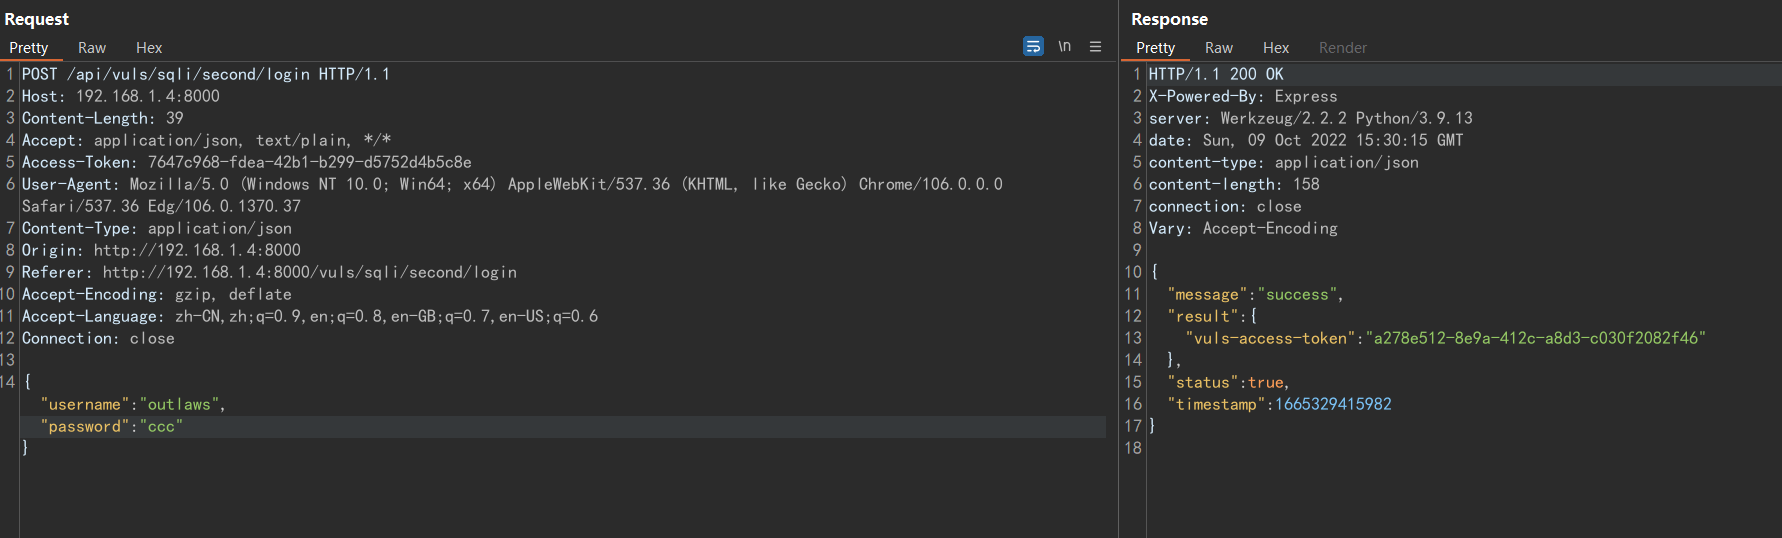 Request
Pretty Raw Hex
\n
1 POST /api/vuls/sqli/second/login HTTP/1.1
2 Host: 192.168.1.4:8000
3 Content-Length: 39
4 Accept: application/json, text/plain, */*
5 Access-Token: 7647c968-fdea-42b1-b299-d5752d4b5c8e
6 User-Agent: Mozilla/5.0 (Windows NT 10.0; Win64; x64) AppleWebKit/537.36 (KHTML, like Gecko) Chrome/106.0.0.0
Safari/537.36 Edg/106.0.1370.37
7 Content-Type: application/json
8 Origin: http://192.168.1.4:8000
9 Referer: http://192.168.1.4:8000/vuls/sqli/second/login
10 Accept-Encoding: gzip, deflate
11 Accept-Language: zh-CN,zh;q=0.9,en;q=0.8,en-GB;q=0.7,en-US;q=0.6
12 Connection: close
13
14 {
"username":"outlaws",
"password":"ccc"
}
Response
Pretty Raw Hex Render
1 HTTP/1.1 200 OK
2 X-Powered-By: Express
3 server: Werkzeug/2.2.2 Python/3.9.13
4 date: Sun, 09 Oct 2022 15:30:15 GMT
5 content-type: application/json
6 content-length: 158
7 connection: close
8 Vary: Accept-Encoding
9
10 {
11 "message":"success",
12 "result":{
13 "vuls-access-token":"a278e512-8e9a-412c-a8d3-c030f2082f46"
14 },
15 "status":true,
16 "timestamp":1665329415982
17 }
18